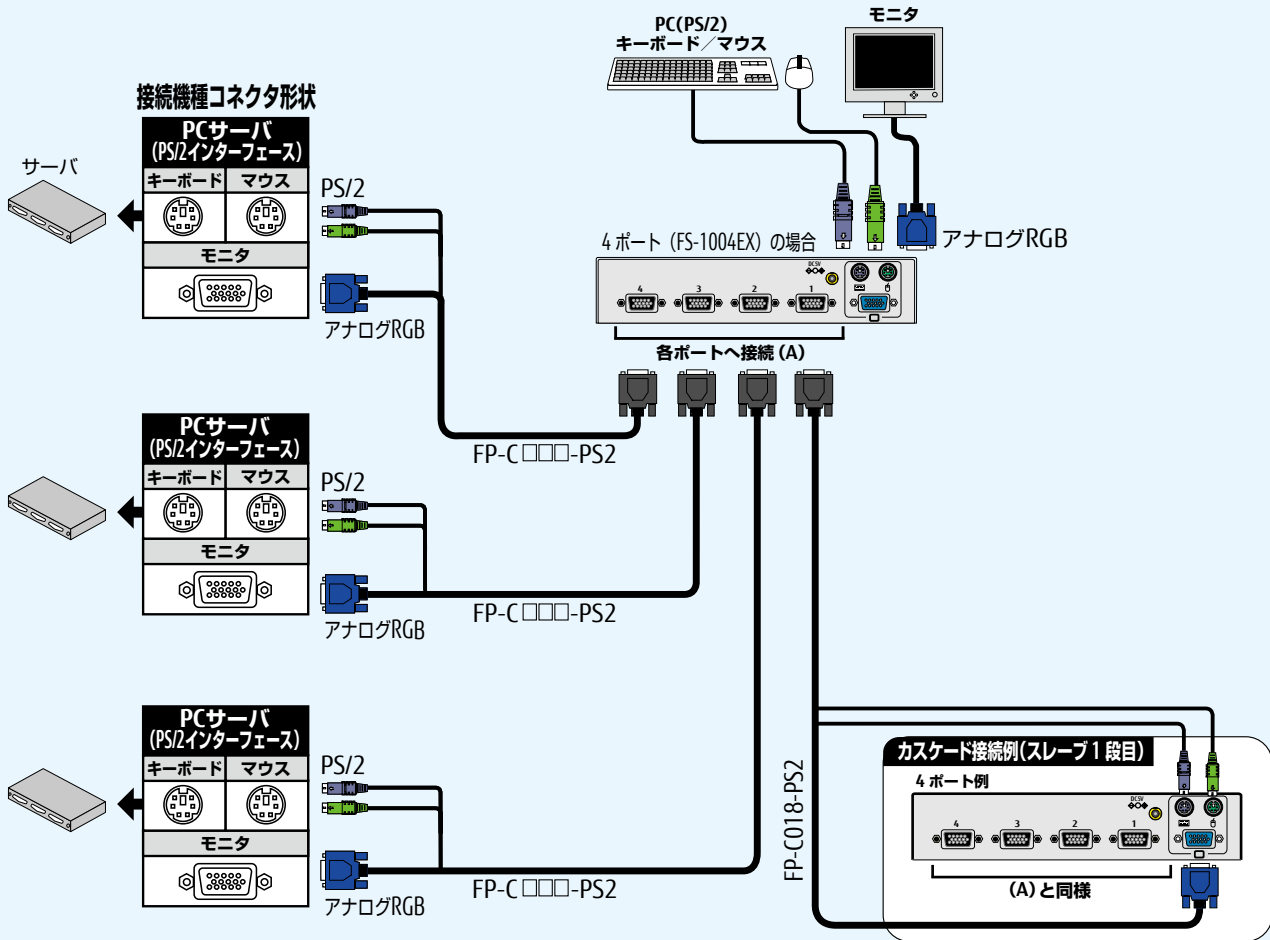 PC(PS/2)
キーボード／マウス
モニタ
接続機種コネクタ形状
サーバ
PCサーバ
(PS/2インターフェース)
キーボード マウス
モニタ
PS/2
アナログRGB
4 ポート（FS-1004EX）の場合
アナログRGB
DC5V
4 3 2 1
各ポートへ接続 (A)
FP-C□□□-PS2
PCサーバ
(PS/2インターフェース)
キーボード マウス
モニタ
PS/2
アナログRGB
FP-C□□□-PS2
PCサーバ
(PS/2インターフェース)
キーボード マウス
モニタ
PS/2
アナログRGB
FP-C□□□-PS2
FP-C018-PS2
カスケード接続例(スレーブ1段目)
4 ポート例
DC5V
4 3 2 1
(A) と同様